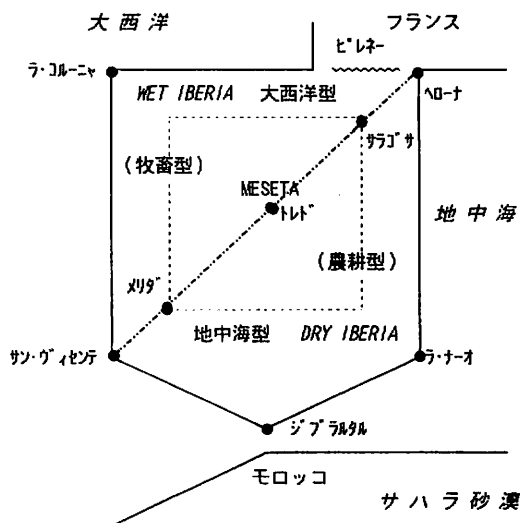 大西洋
フランス
ピレネー
ラ・コルーニャ
ヘローナ
WET IBERIA 大西洋型
サラゴサ
(牧畜型)
MESETA
トレド
地中海
(農耕型)
メリダ
地中海型 DRY IBERIA
サン・ヴィセンテ
ラ・ナーオ
ジブラルタル
モロッコ
サハラ砂漠